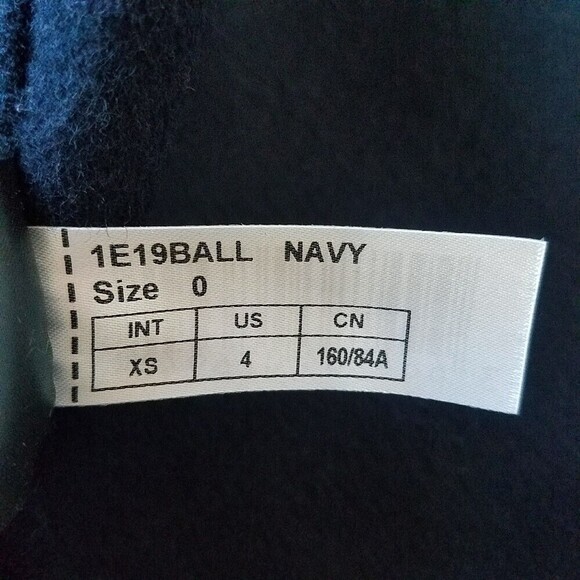 1E19BALL NAVY
Size 0
INT US CN
XS 4 160/84A